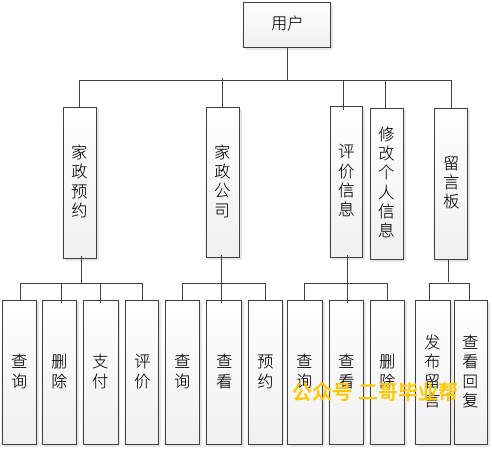 用户
家政预约
家政公司
评价信息
修改个人信息
留言板
查询
删除
支付
评价
查询
查看
预约
查询
查看
删除
发布留言
查看回复
公众号 二哥毕业帮